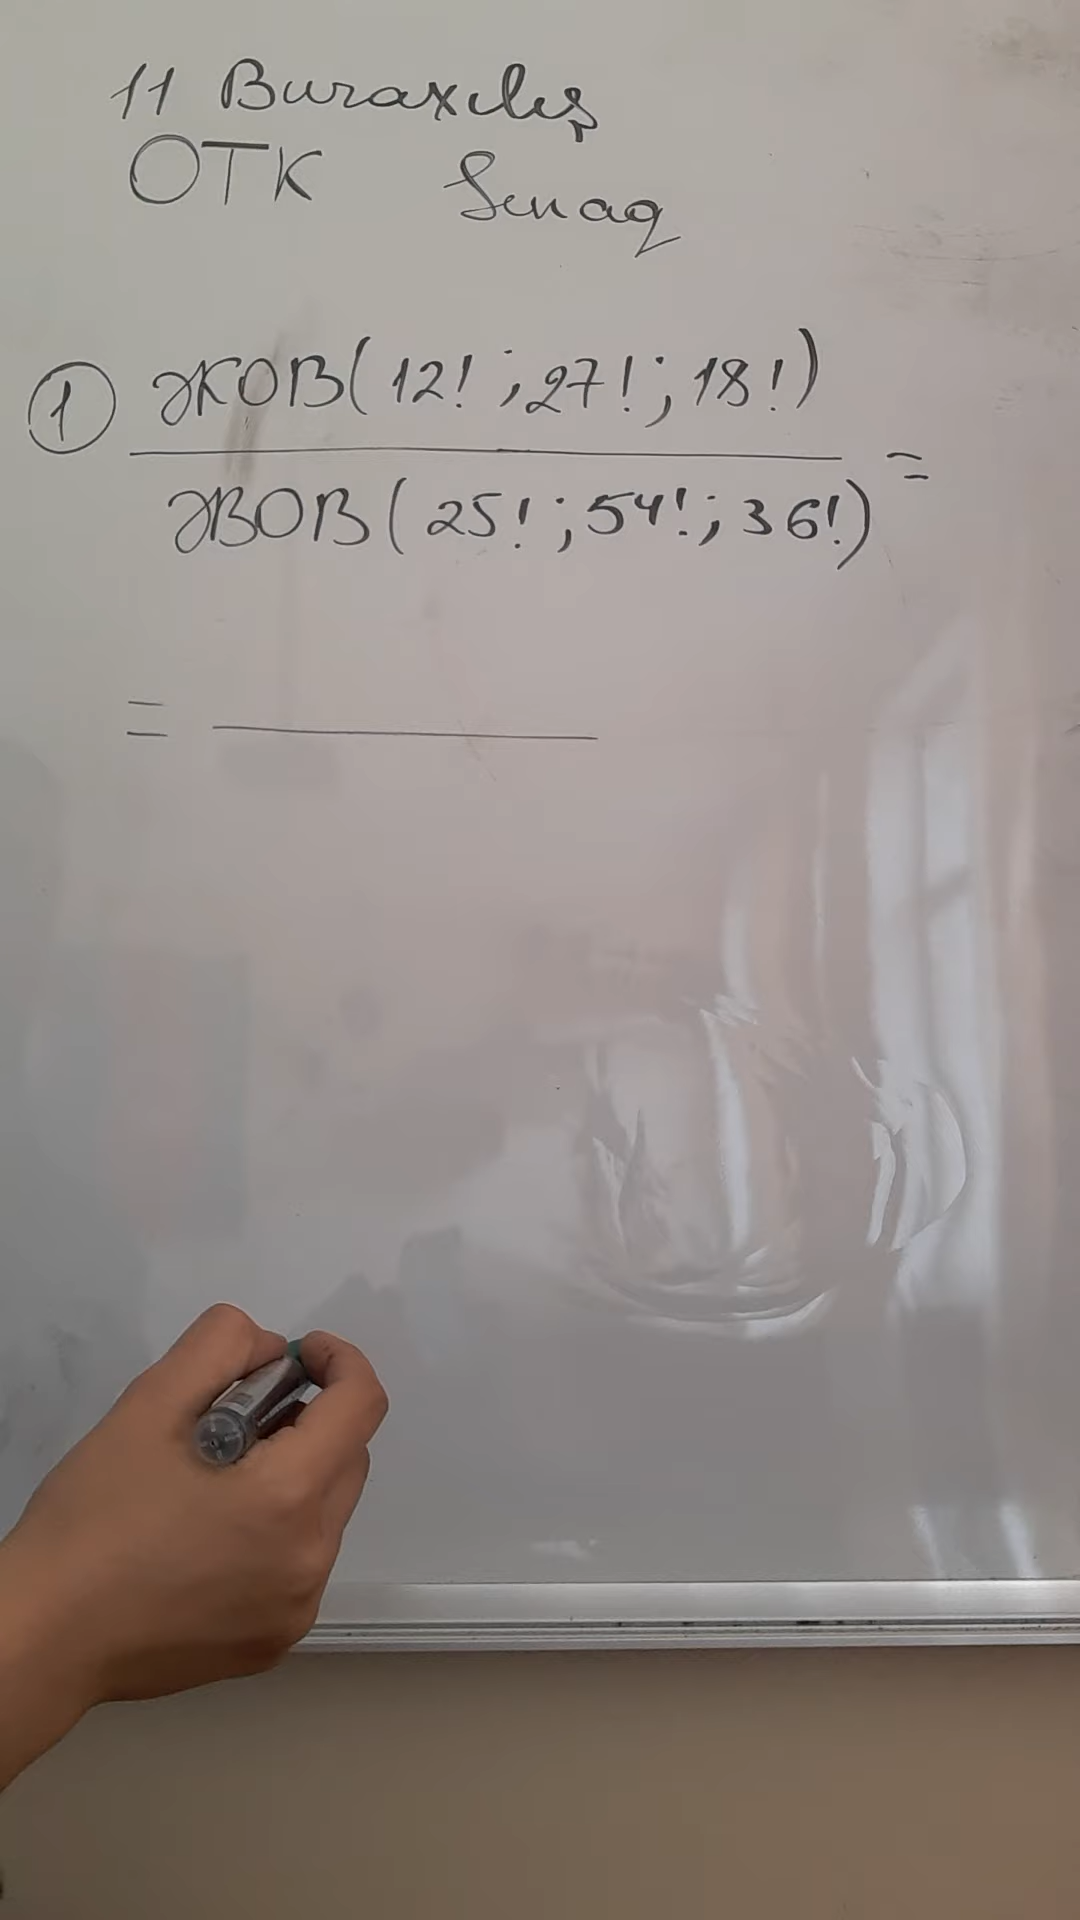 11 Buraxılış
OTK Sınaq
1 ƏKOB(12!;27!;18!)
ƏBOB(25!;54!;36!) =
=